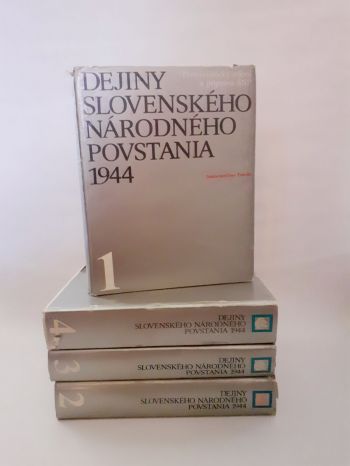 DEJINY
SLOVENSKÉHO
NÁRODNÉHO
POVSTANIA
1944
1
DEJINY
SLOVENSKÉHO NÁRODNÉHO
POVSTANIA 1944
4
DEJINY
SLOVENSKÉHO NÁRODNÉHO
POVSTANIA 1944
3
DEJINY
SLOVENSKÉHO NÁRODNÉHO
POVSTANIA 1944
2